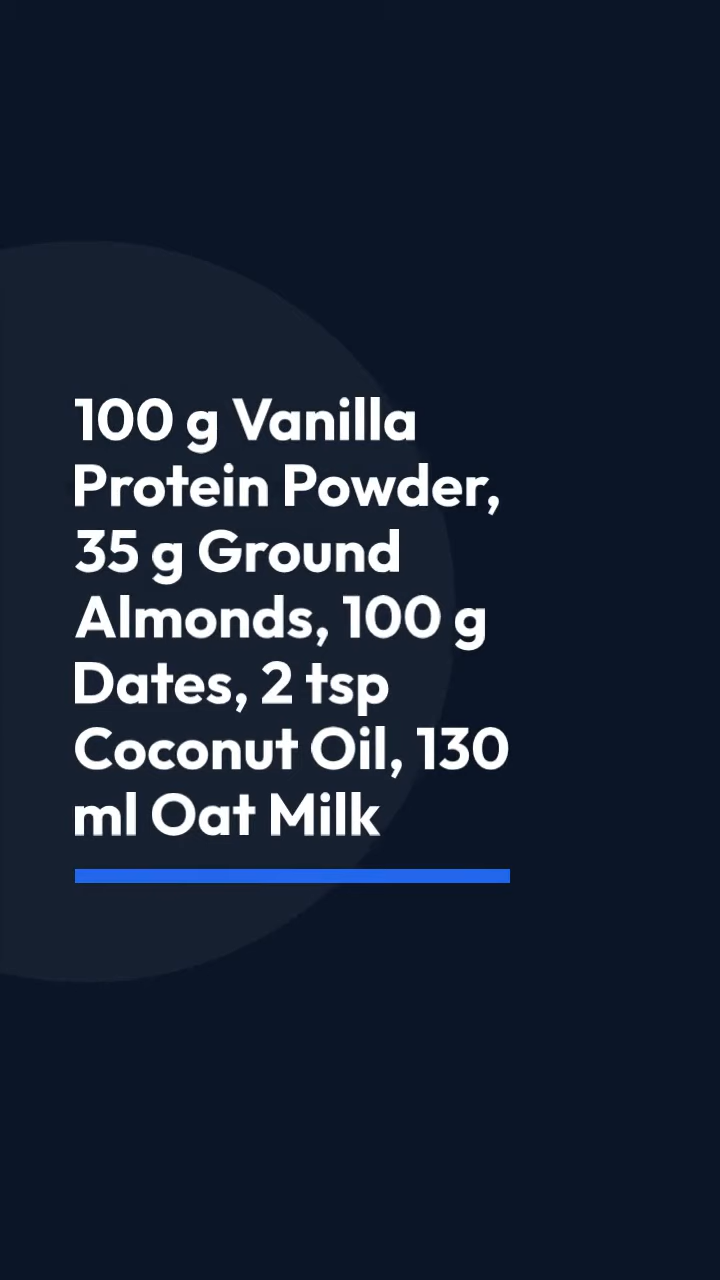 100 g Vanilla
Protein Powder,
35 g Ground
Almonds, 100 g
Dates, 2 tsp
Coconut Oil, 130
ml Oat Milk